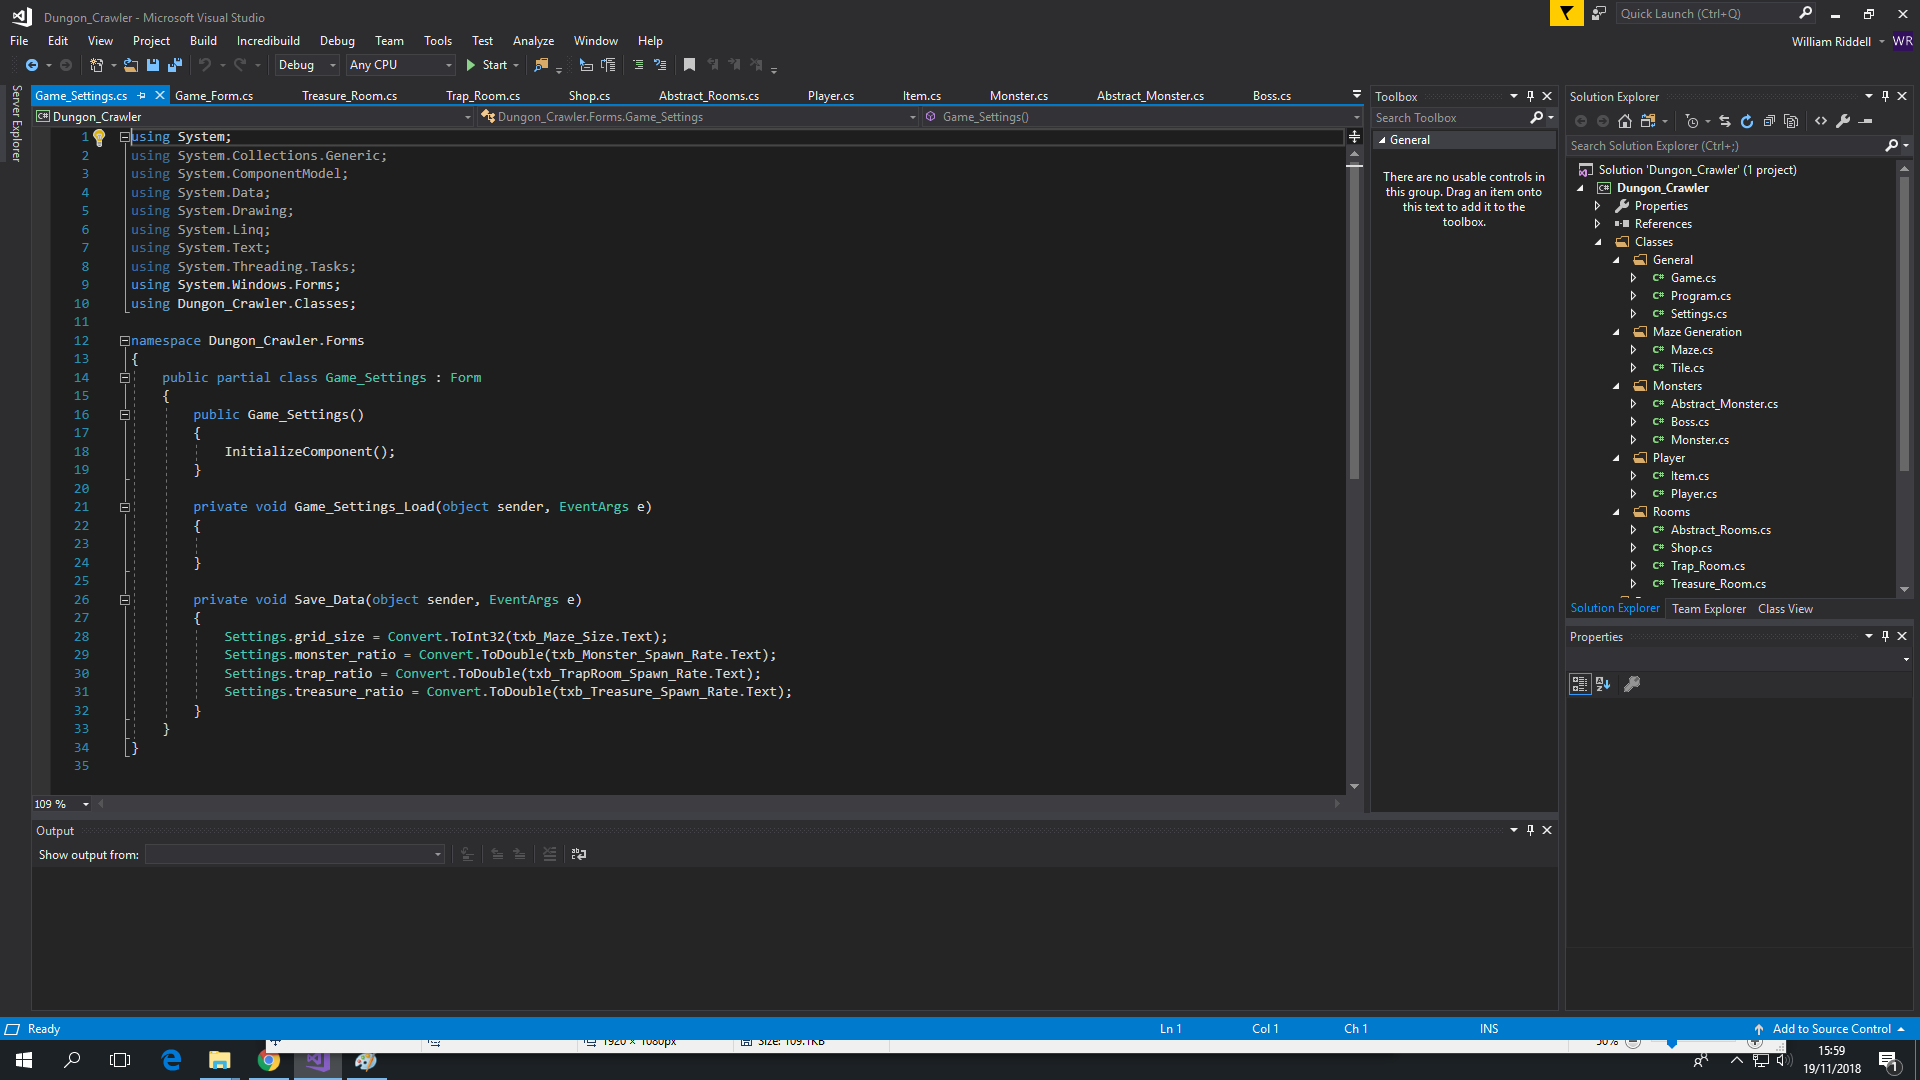 Dungon_Crawler - Microsoft Visual Studio
Quick Launch (Ctrl+Q)
File Edit View Project Build Incredibuild Debug Team Tools Test Analyze Window Help
William Riddell WR
Debug Any CPU Start
Server Explorer
Game_Settings.cs Game_Form.cs Treasure_Room.cs Trap_Room.cs Shop.cs Abstract_Rooms.cs Player.cs Item.cs Monster.cs Abstract_Monster.cs Boss.cs
C# Dungon_Crawler Dungon_Crawler.Forms.Game_Settings Game_Settings()
1 using System;
2 using System.Collections.Generic;
3 using System.ComponentModel;
4 using System.Data;
5 using System.Drawing;
6 using System.Linq;
7 using System.Text;
8 using System.Threading.Tasks;
9 using System.Windows.Forms;
10 using Dungon_Crawler.Classes;
11
12 namespace Dungon_Crawler.Forms
13 {
14 public partial class Game_Settings : Form
15 {
16 public Game_Settings()
17 {
18 InitializeComponent();
19 }
20
21 private void Game_Settings_Load(object sender, EventArgs e)
22 {
23
24 }
25
26 private void Save_Data(object sender, EventArgs e)
27 {
28 Settings.grid_size = Convert.ToInt32(txb_Maze_Size.Text);
29 Settings.monster_ratio = Convert.ToDouble(txb_Monster_Spawn_Rate.Text);
30 Settings.trap_ratio = Convert.ToDouble(txb_TrapRoom_Spawn_Rate.Text);
31 Settings.treasure_ratio = Convert.ToDouble(txb_Treasure_Spawn_Rate.Text);
32 }
33 }
34 }
35
109 %
Output
Show output from:
Toolbox
Search Toolbox
General
There are no usable controls in
this group. Drag an item onto
this text to add it to the
toolbox.
Solution Explorer
Search Solution Explorer (Ctrl+;)
Solution 'Dungon_Crawler' (1 project)
C# Dungon_Crawler
Properties
References
Classes
General
C# Game.cs
C# Program.cs
C# Settings.cs
Maze Generation
C# Maze.cs
C# Tile.cs
Monsters
C# Abstract_Monster.cs
C# Boss.cs
C# Monster.cs
Player
C# Item.cs
C# Player.cs
Rooms
C# Abstract_Rooms.cs
C# Shop.cs
C# Trap_Room.cs
C# Treasure_Room.cs
Solution Explorer Team Explorer Class View
Properties
Ready Ln 1 Col 1 Ch 1 INS Add to Source Control
1920 × 1080px Size: 109.1KB 50%
15:59
19/11/2018
1